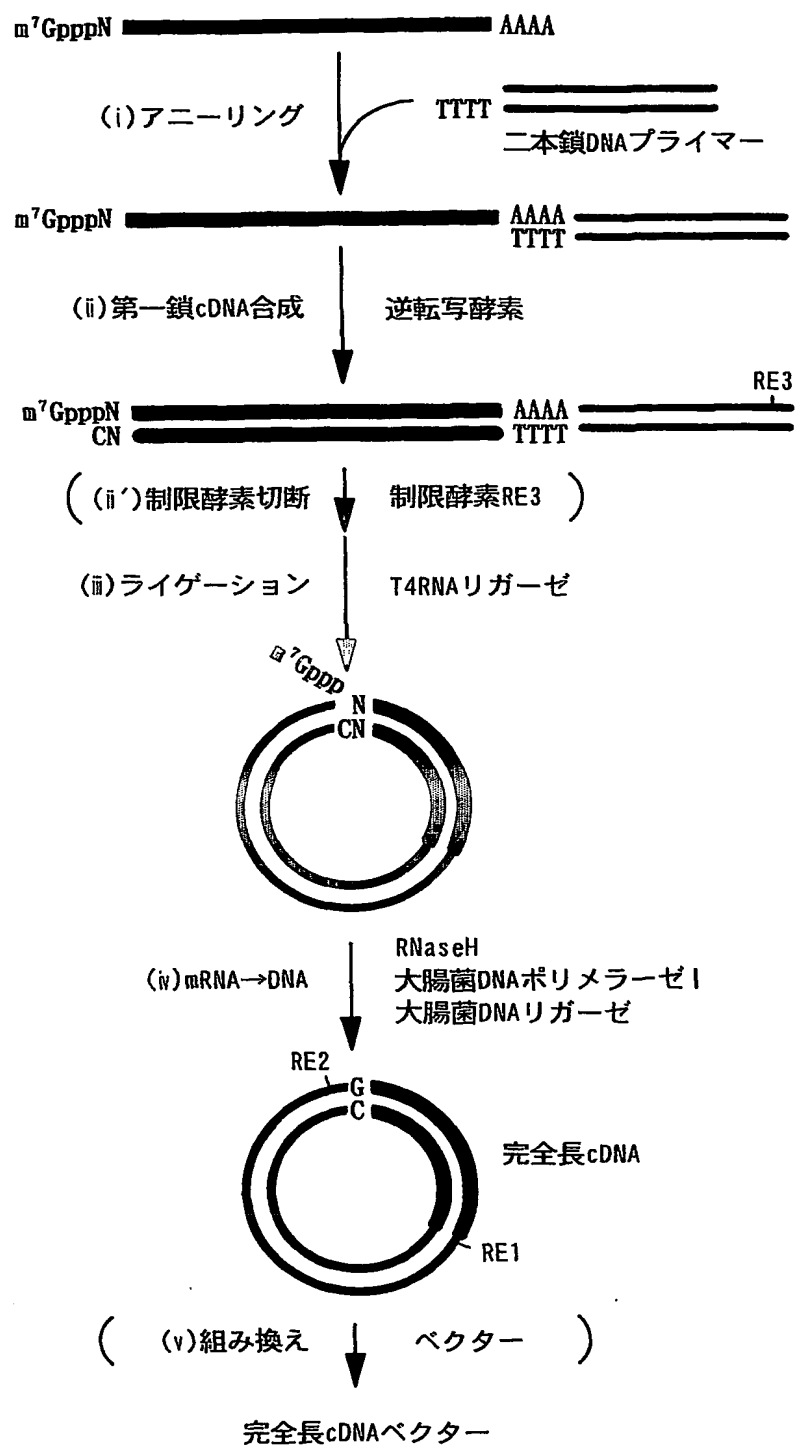 m⁷GpppN AAAA
(ⅰ)アニーリング TTTT
二本鎖DNAプライマー
m⁷GpppN AAAA
TTTT
(ⅱ)第一鎖cDNA合成 逆転写酵素
RE3
m⁷GpppN AAAA
CN TTTT
( (ⅱ′)制限酵素切断 制限酵素RE3 )
(ⅲ)ライゲーション T4RNAリガーゼ
m⁷Gppp
N
CN
RNaseH
(ⅳ)mRNA→DNA 大腸菌DNAポリメラーゼⅠ
大腸菌DNAリガーゼ
RE2
G
C
完全長cDNA
RE1
( (ⅴ)組み換え ベクター )
完全長cDNAベクター